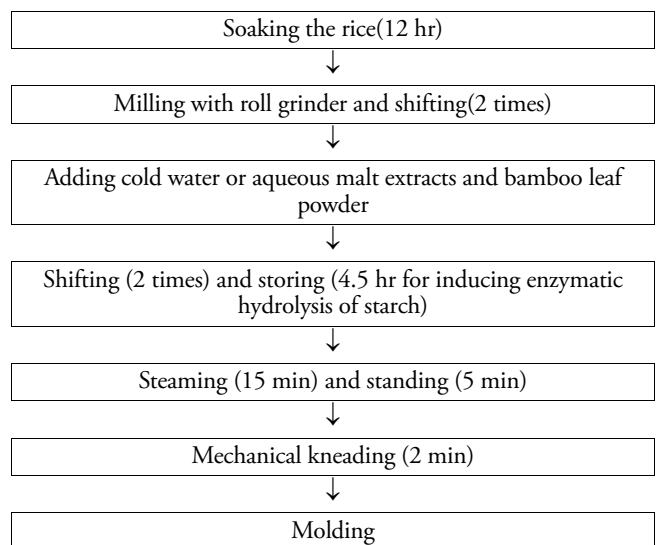 Soaking the rice(12 hr)
↓
Milling with roll grinder and shifting(2 times)
↓
Adding cold water or aqueous malt extracts and bamboo leaf
powder
↓
Shifting (2 times) and storing (4.5 hr for inducing enzymatic
hydrolysis of starch)
↓
Steaming (15 min) and standing (5 min)
↓
Mechanical kneading (2 min)
↓
Molding